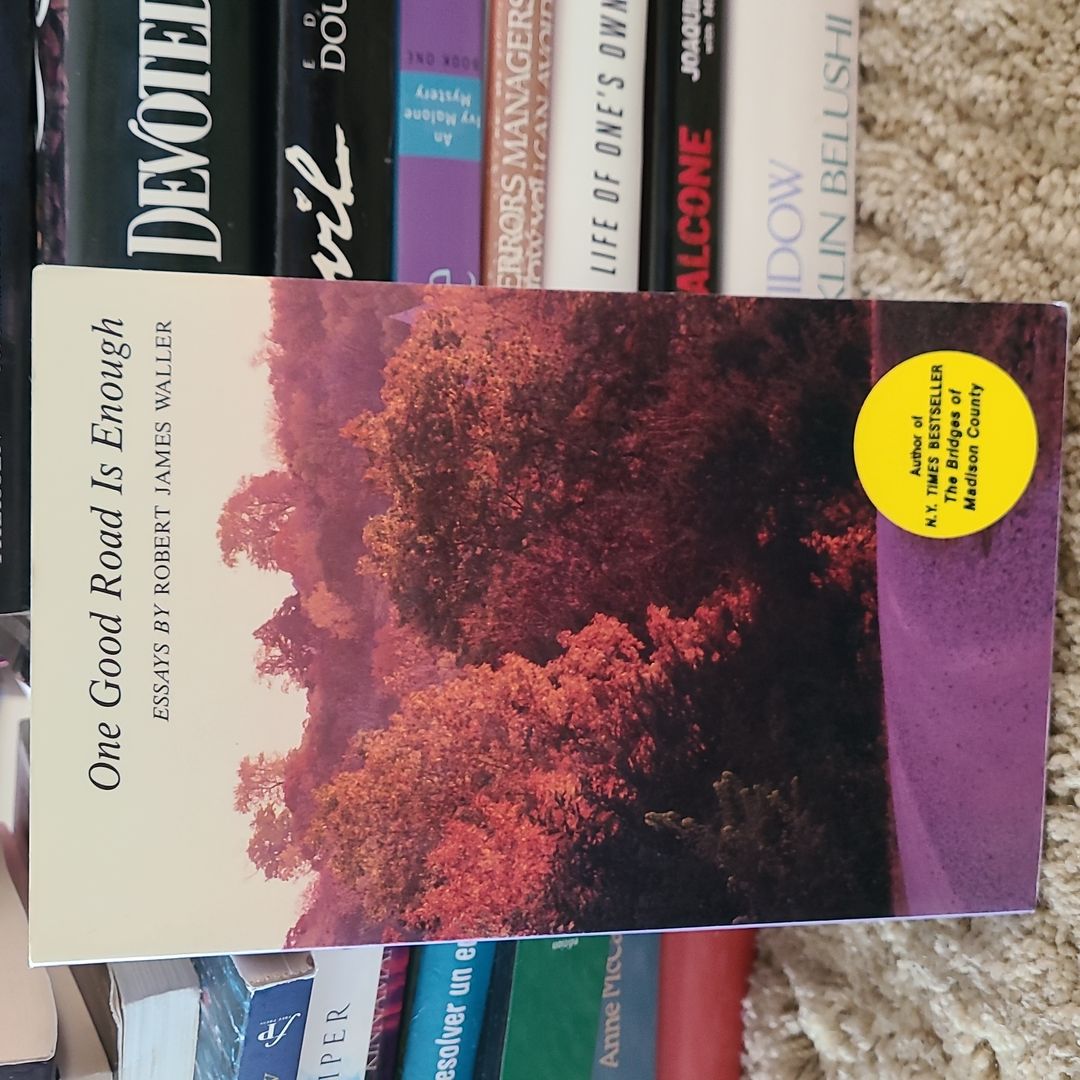 One Good Road Is Enough
ESSAYS BY ROBERT JAMES WALLER
Author of
N.Y. TIMES BESTSELLER
The Bridges of
Madison County
DEVOTED
BOOK ONE
An
Ivy Malone
Mystery
ERRORS MANAGERS
LIFE OF ONE'S OWN
ALCONE
IDOW
KLIN BELUSHI
fP
IPER
esolver un
Anne